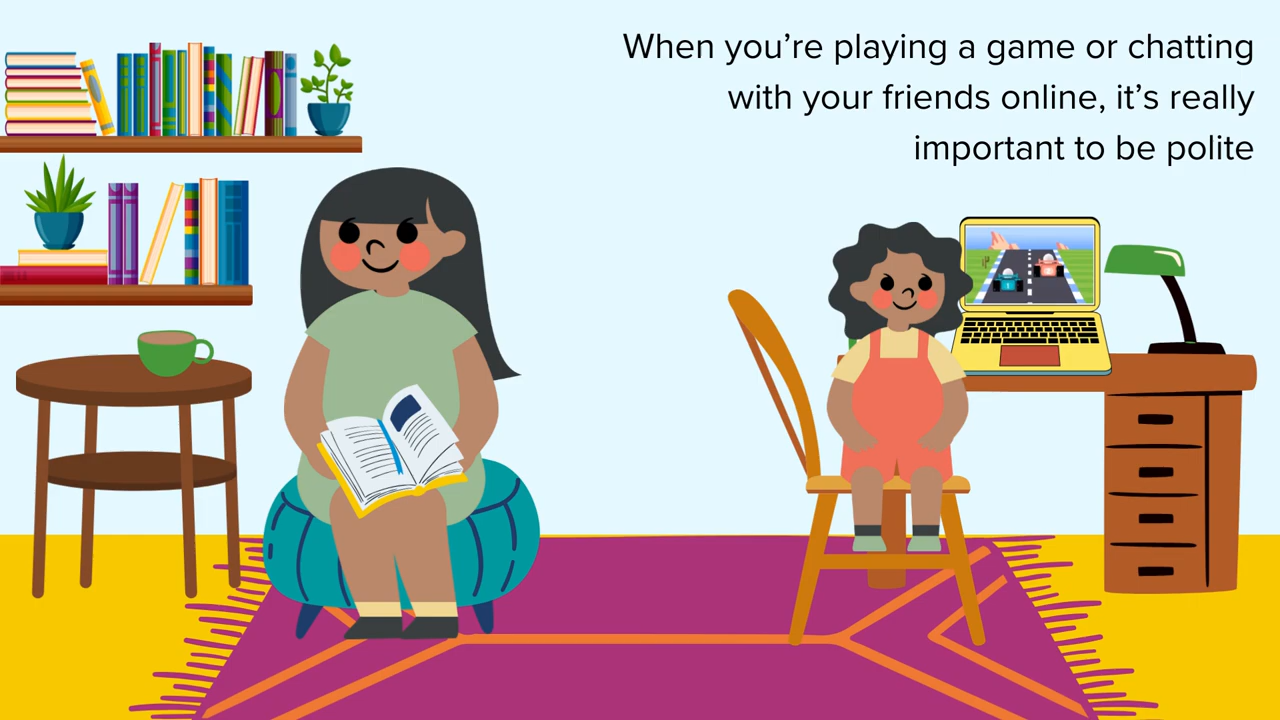 When you’re playing a game or chatting
with your friends online, it’s really
important to be polite